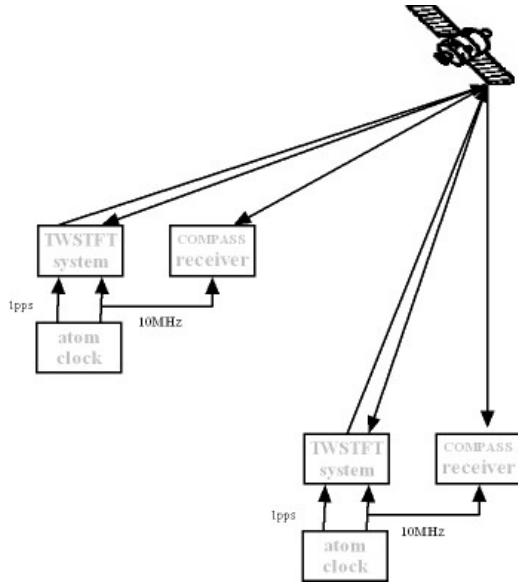 TWSTFT
system
COMPASS
receiver
1pps
10MHz
atom
clock
TWSTFT
system
COMPASS
receiver
1pps
10MHz
atom
clock